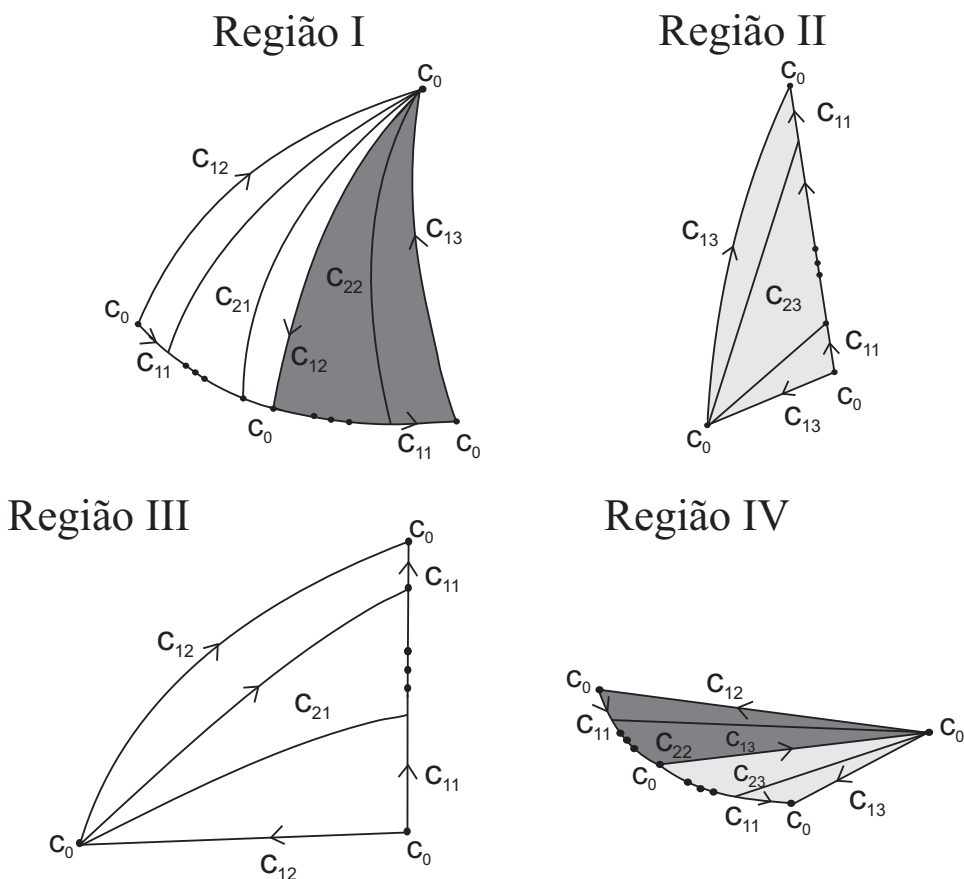 Região I
C₀
C₁₂
C₁₃
C₂₂
C₂₁
C₀
C₁₁
C₁₂
C₀
C₁₁
C₀
Região II
C₀
C₁₁
C₁₃
C₂₃
C₁₁
C₀
C₁₃
C₀
Região III
C₀
C₁₁
C₁₂
C₂₁
C₁₁
C₀
C₁₂
C₀
Região IV
C₀
C₁₂
C₀
C₁₁
C₂₂
C₁₃
C₀
C₂₃
C₁₃
C₁₁
C₀